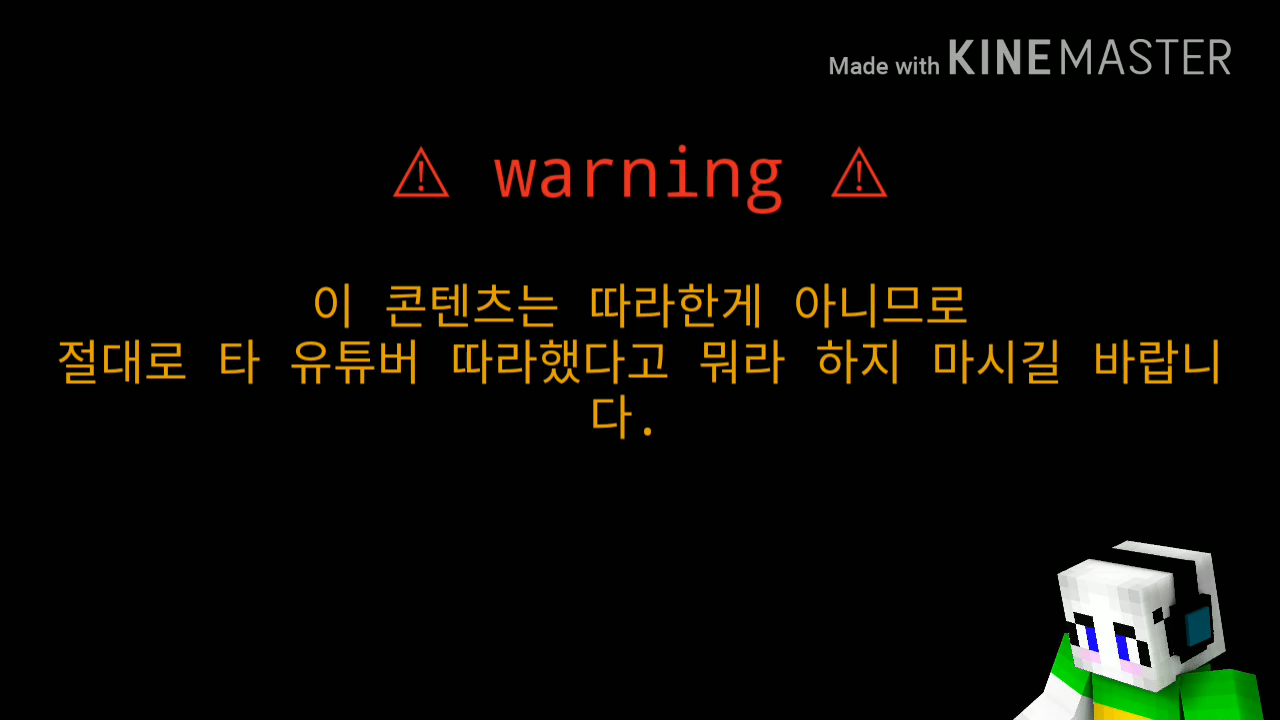 Made with KINEMASTER
⚠ warning ⚠
이 콘텐츠는 따라한게 아니므로
절대로 타 유튜버 따라했다고 뭐라 하지 마시길 바랍니
다.